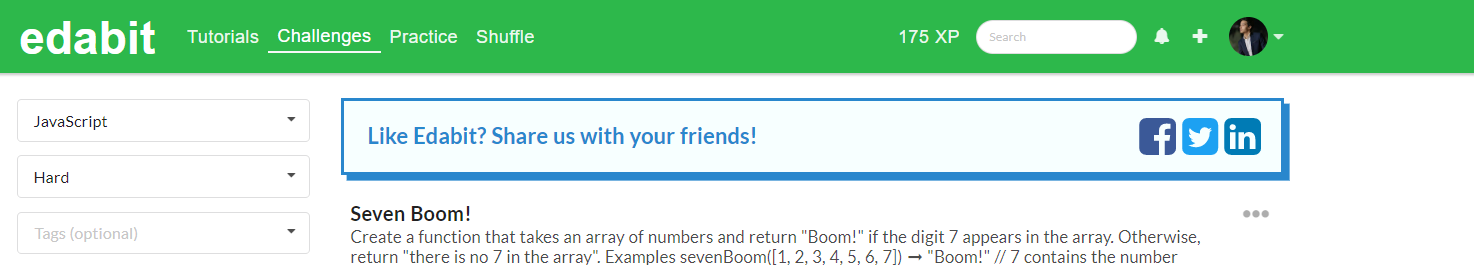 edabit Tutorials Challenges Practice Shuffle 175 XP Search
JavaScript
Hard
Tags (optional)
Like Edabit? Share us with your friends!
Seven Boom!
Create a function that takes an array of numbers and return "Boom!" if the digit 7 appears in the array. Otherwise,
return "there is no 7 in the array". Examples sevenBoom([1, 2, 3, 4, 5, 6, 7]) ➞ "Boom!" // 7 contains the number